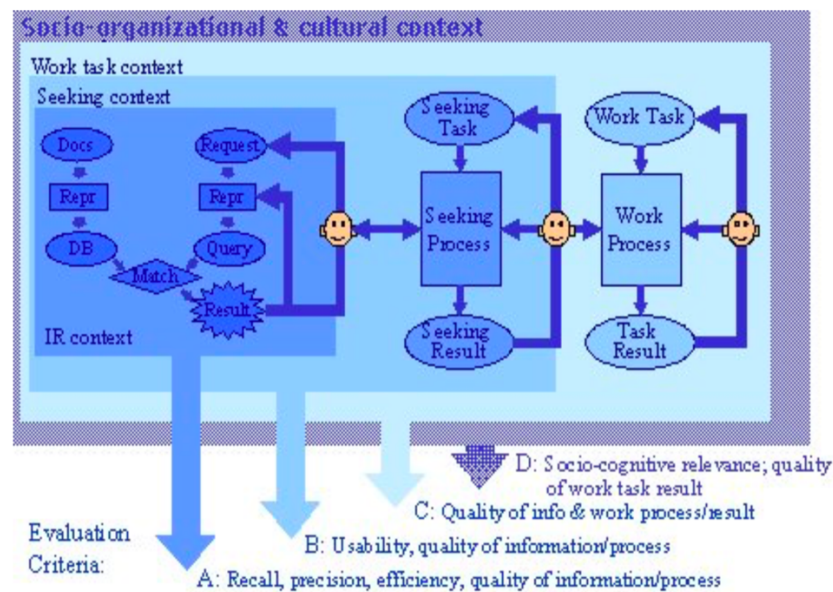 Socio-organizational & cultural context
Work task context
Seeking context
Docs
Repr
DB
Request
Repr
Query
Match
Result
IR context
Seeking
Task
Seeking
Process
Seeking
Result
Work Task
Work
Process
Task
Result
D: Socio-cognitive relevance; quality
of work task result
C: Quality of info & work process/result
B: Usability, quality of information/process
Evaluation
Criteria:
A: Recall, precision, efficiency, quality of information/process